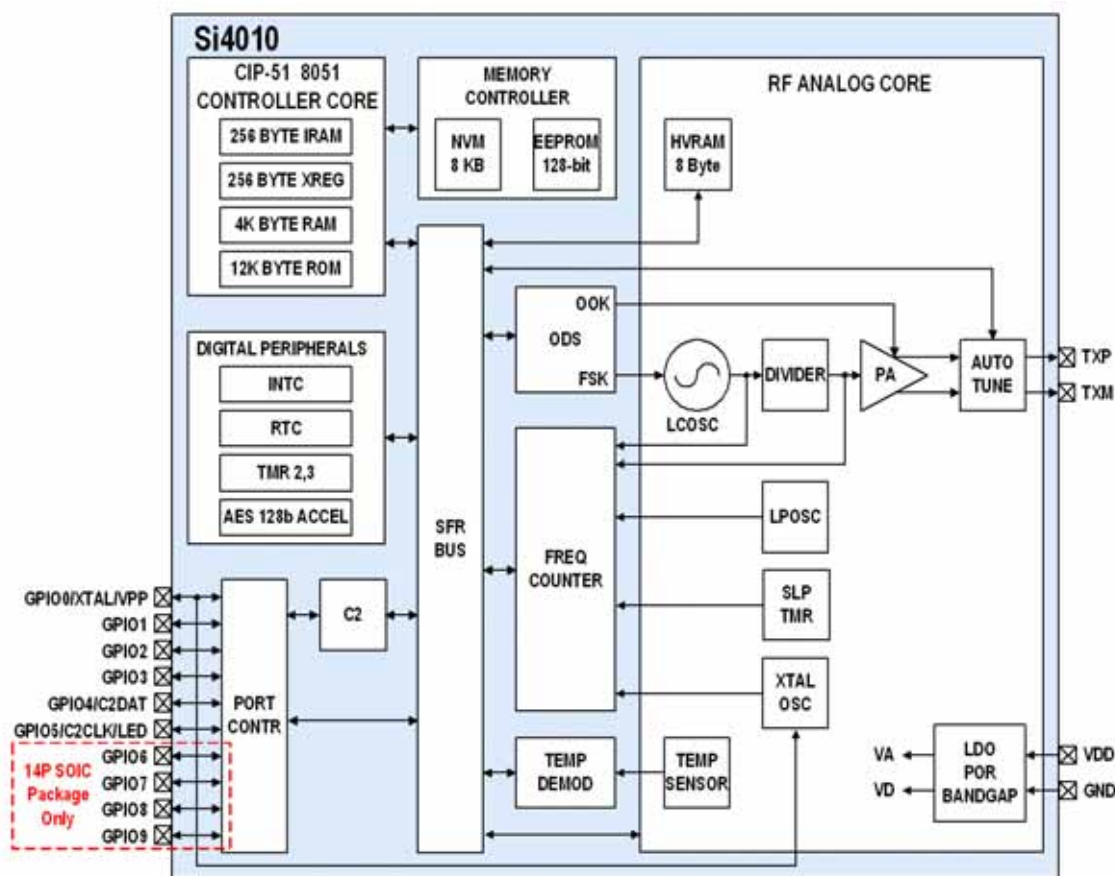 Si4010
CIP-51 8051
CONTROLLER CORE
256 BYTE IRAM
256 BYTE XREG
4K BYTE RAM
12K BYTE ROM
MEMORY
CONTROLLER
NVM
8 KB
EEPROM
128-bit
RF ANALOG CORE
HVRAM
8 Byte
DIGITAL PERIPHERALS
INTC
RTC
TMR 2,3
AES 128b ACCEL
SFR
BUS
OOK
ODS
FSK
LCOSC
DIVIDER
PA
AUTO
TUNE
TXP
TXM
FREQ
COUNTER
LPOSC
SLP
TMR
XTAL
OSC
GPIO0/XTAL/VPP
GPIO1
GPIO2
GPIO3
GPIO4/C2DAT
GPIO5/C2CLK/LED
GPIO6
GPIO7
GPIO8
GPIO9
14P SOIC
Package
Only
PORT
CONTR
C2
TEMP
DEMOD
TEMP
SENSOR
VA
VD
LDO
POR
BANDGAP
VDD
GND